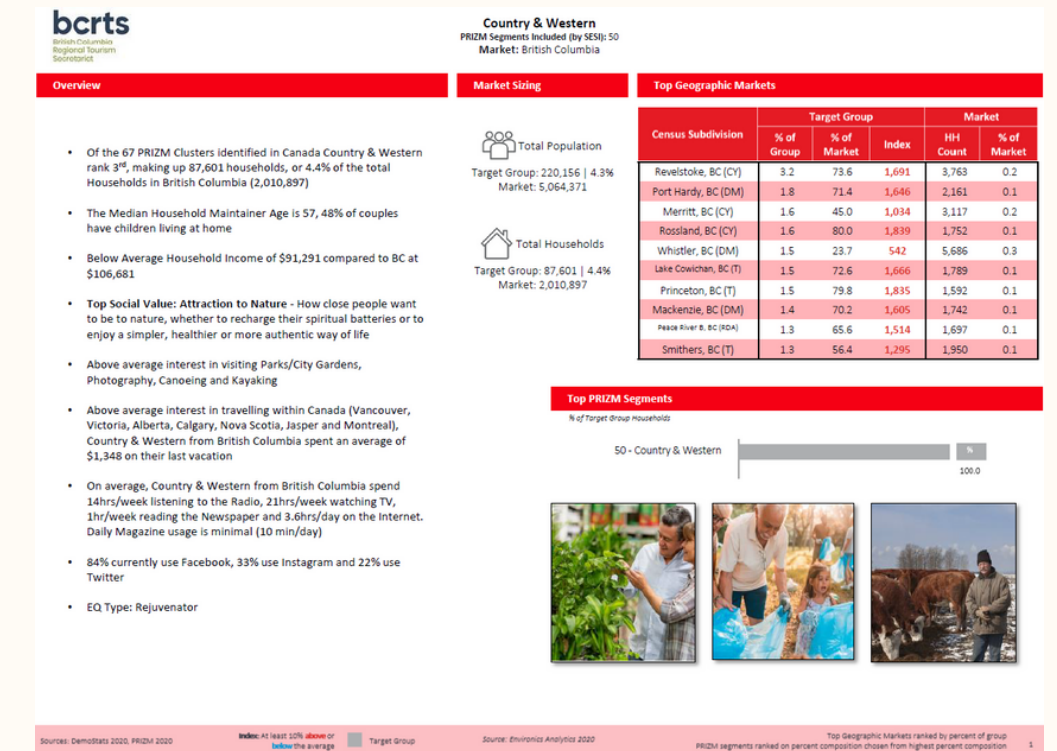 bcrts
British Columbia
Regional Tourism
Secretariat
Country & Western
PRIZM Segments Included (by SESI): 50
Market: British Columbia
Overview
• Of the 67 PRIZM Clusters identified in Canada Country & Western
rank 3rd, making up 87,601 households, or 4.4% of the total
Households in British Columbia (2,010,897)
• The Median Household Maintainer Age is 57, 48% of couples
have children living at home
• Below Average Household Income of $91,291 compared to BC at
$106,681
• Top Social Value: Attraction to Nature - How close people want
to be to nature, whether to recharge their spiritual batteries or to
enjoy a simpler, healthier or more authentic way of life
• Above average interest in visiting Parks/City Gardens,
Photography, Canoeing and Kayaking
• Above average interest in travelling within Canada (Vancouver,
Victoria, Alberta, Calgary, Nova Scotia, Jasper and Montreal),
Country & Western from British Columbia spent an average of
$1,348 on their last vacation
• On average, Country & Western from British Columbia spend
14hrs/week listening to the Radio, 21hrs/week watching TV,
1hr/week reading the Newspaper and 3.6hrs/day on the Internet.
Daily Magazine usage is minimal (10 min/day)
• 84% currently use Facebook, 33% use Instagram and 22% use
Twitter
• EQ Type: Rejuvenator
Market Sizing
Total Population
Target Group: 220,156 | 4.3%
Market: 5,064,371
Total Households
Target Group: 87,601 | 4.4%
Market: 2,010,897
Top Geographic Markets
Target Group Market
Census Subdivision % of Group % of Market Index HH Count % of Market
Revelstoke, BC (CY) 3.2 73.6 1,691 3,763 0.2
Port Hardy, BC (DM) 1.8 71.4 1,646 2,161 0.1
Merritt, BC (CY) 1.6 45.0 1,034 3,117 0.2
Rossland, BC (CY) 1.6 80.0 1,839 1,752 0.1
Whistler, BC (DM) 1.5 23.7 542 5,686 0.3
Lake Cowichan, BC (T) 1.5 72.6 1,666 1,789 0.1
Princeton, BC (T) 1.5 79.8 1,835 1,592 0.1
Mackenzie, BC (DM) 1.4 70.2 1,605 1,742 0.1
Peace River B, BC (RDA) 1.3 65.6 1,514 1,697 0.1
Smithers, BC (T) 1.3 56.4 1,295 1,950 0.1
Top PRIZM Segments
% of Target Group Households
50 - Country & Western
%
100.0
Sources: DemoStats 2020, PRIZM 2020
Index: At least 10% above or
below the average
Target Group
Source: Environics Analytics 2020
Top Geographic Markets ranked by percent of group
PRIZM segments ranked on percent composition chosen from highest percent composition
1